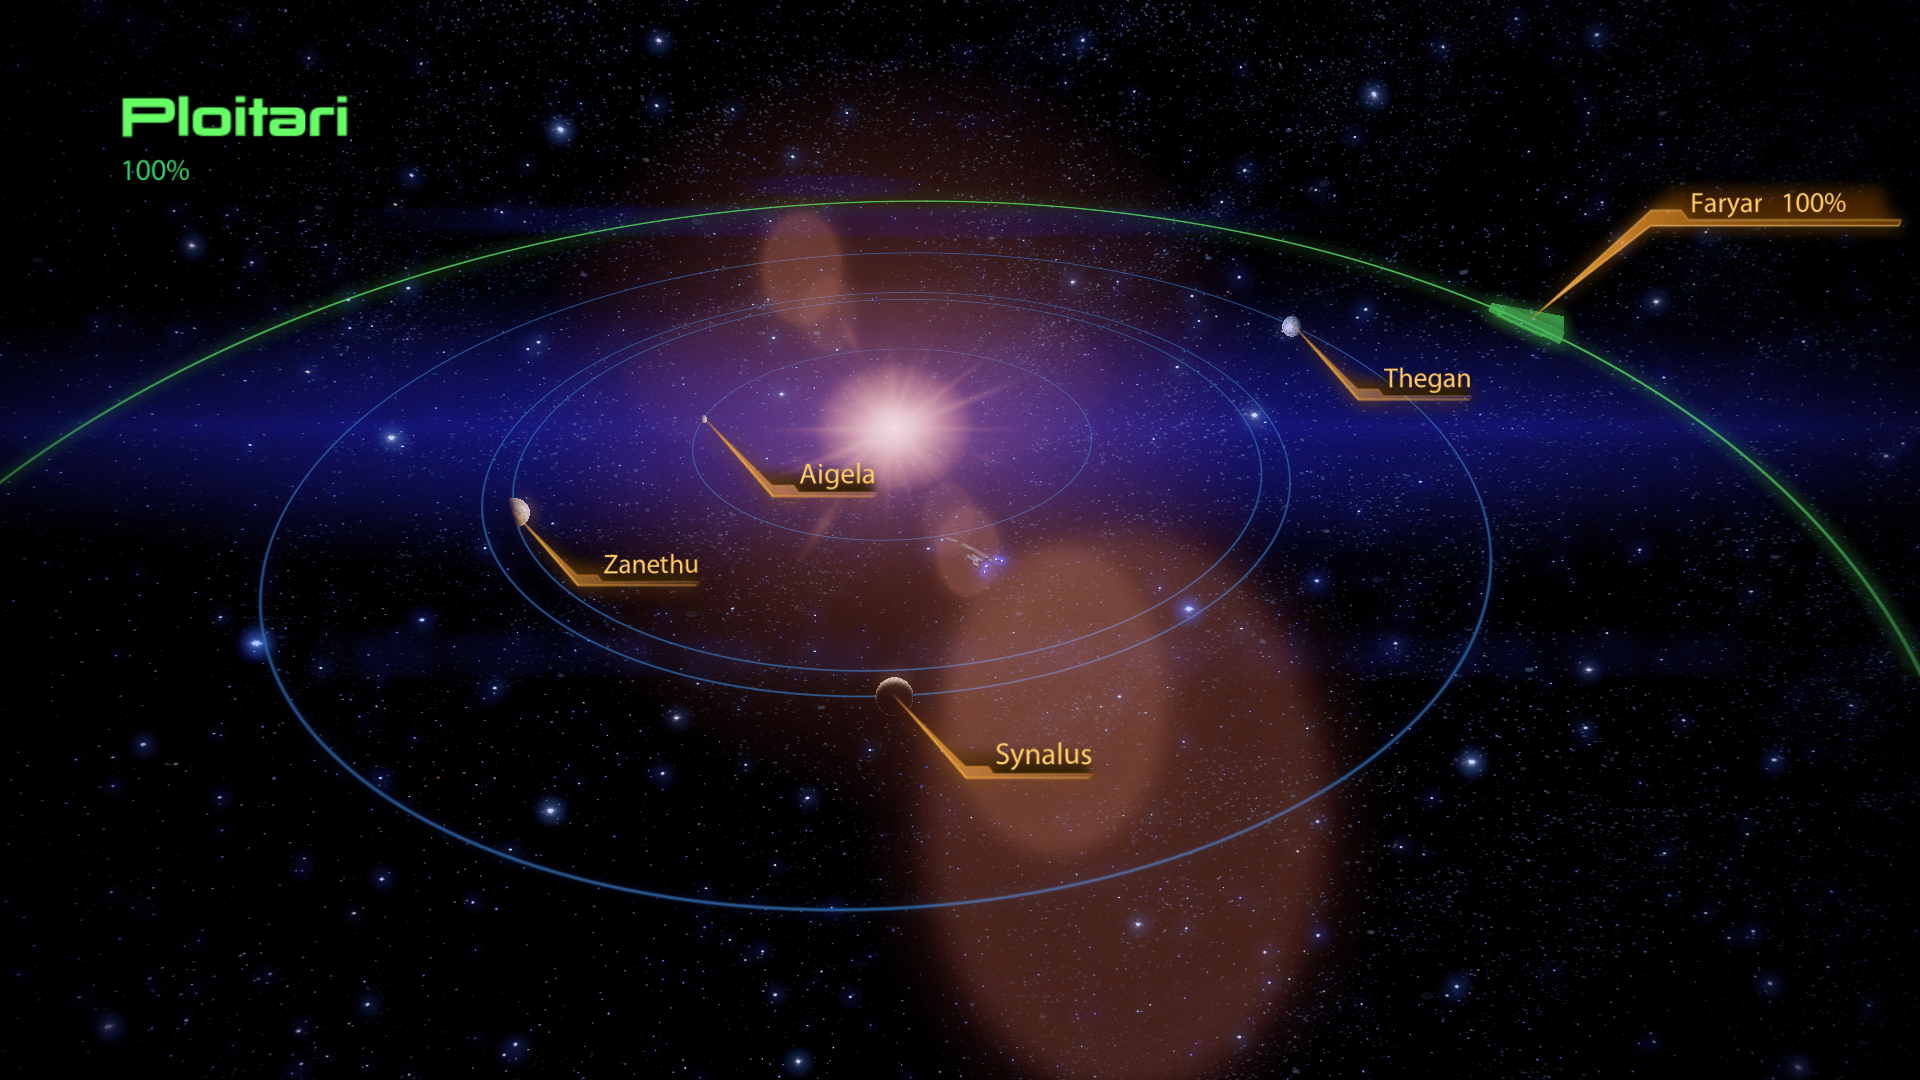 Ploitari
100%
Faryar 100%
Thegan
Aigela
Zanethu
Synalus